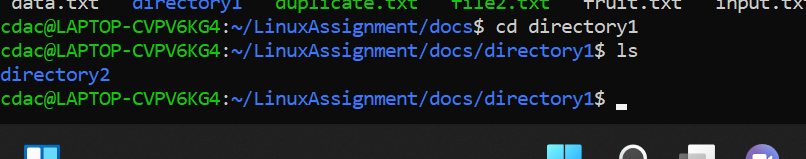 data.txt directory1 duplicate.txt file2.txt fruit.txt input.tx
cdac@LAPTOP-CVPV6KG4:~/LinuxAssignment/docs$ cd directory1
cdac@LAPTOP-CVPV6KG4:~/LinuxAssignment/docs/directory1$ ls
directory2
cdac@LAPTOP-CVPV6KG4:~/LinuxAssignment/docs/directory1$